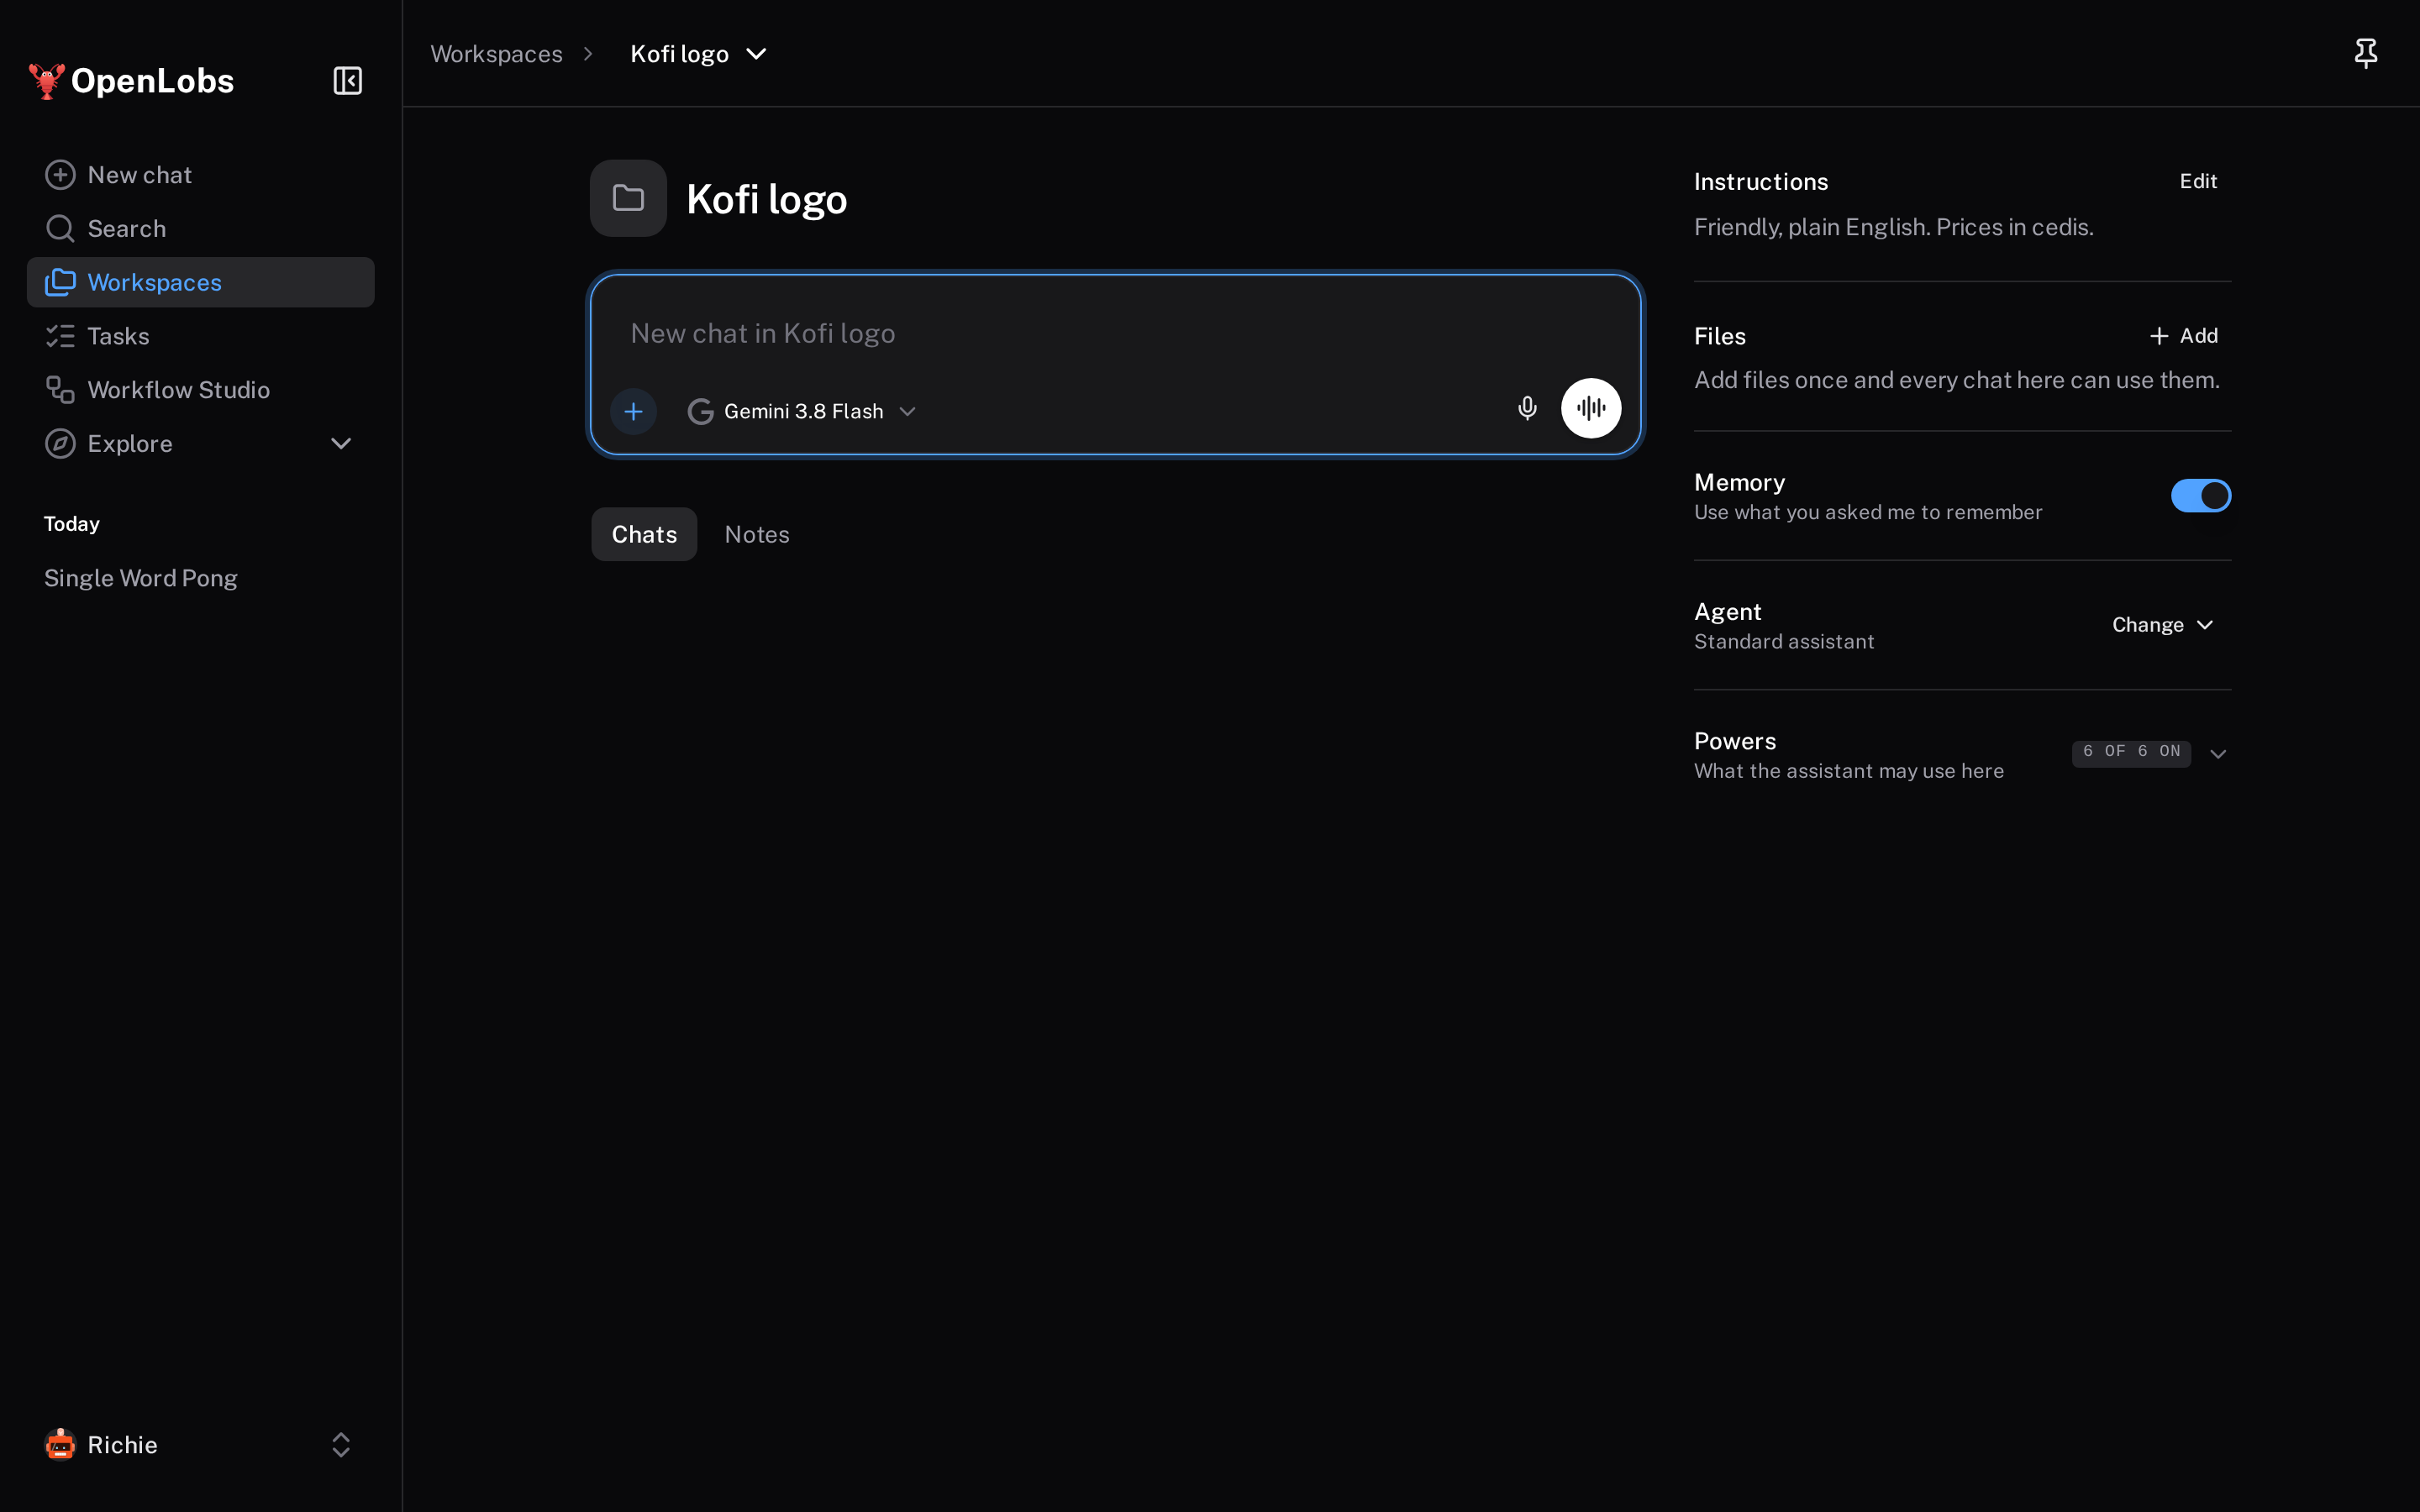 OpenLobs
New chat
Search
Workspaces
Tasks
Workflow Studio
Explore
Today
Single Word Pong
Richie
Workspaces
Kofi logo
Kofi logo
New chat in Kofi logo
Gemini 3.8 Flash
Chats
Notes
Instructions
Edit
Friendly, plain English. Prices in cedis.
Files
Add
Add files once and every chat here can use them.
Memory
Use what you asked me to remember
Agent
Standard assistant
Change
Powers
What the assistant may use here
6 OF 6 ON